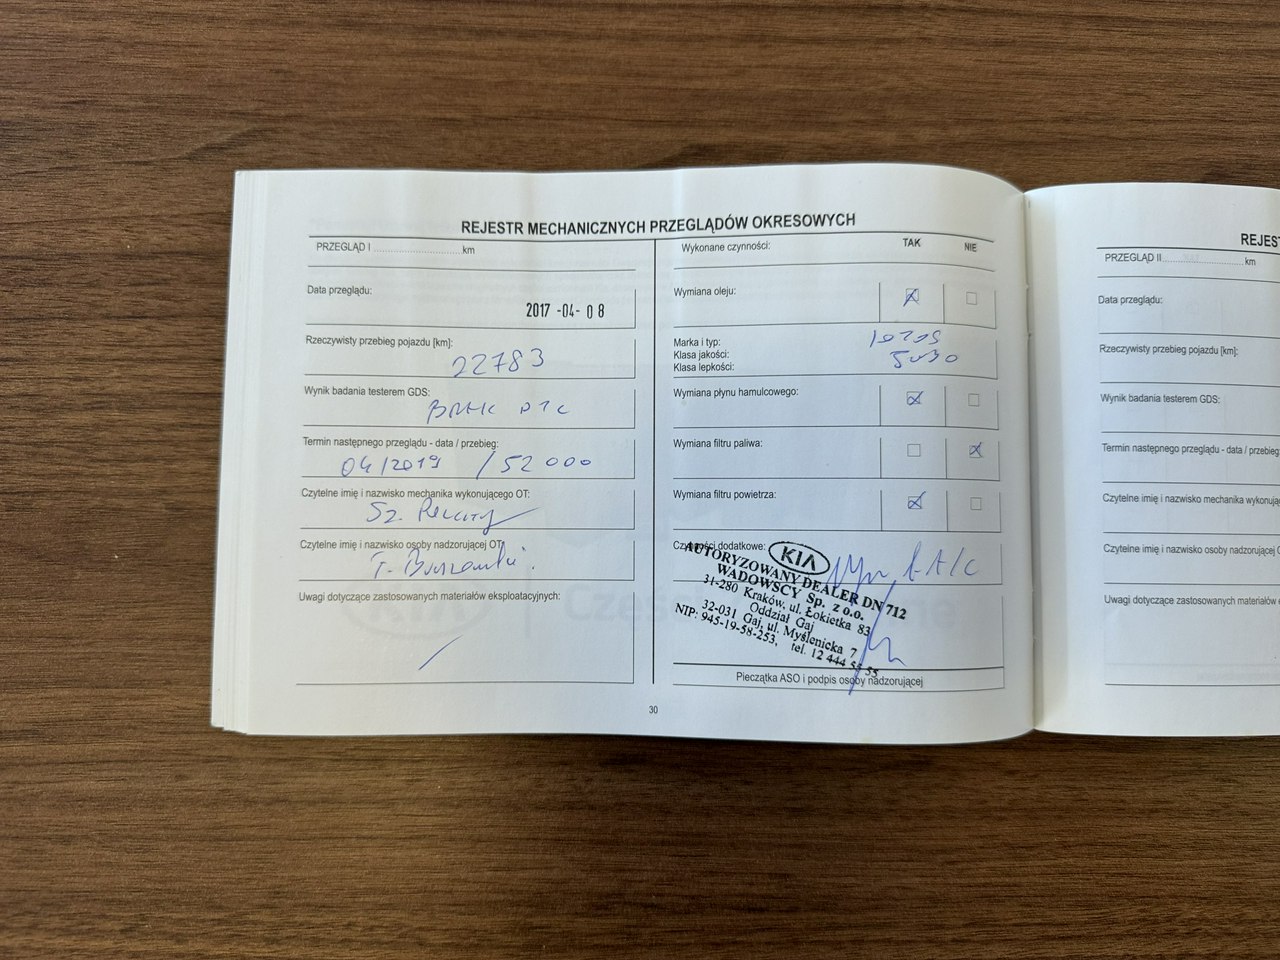 REJESTR MECHANICZNYCH PRZEGLĄDÓW OKRESOWYCH
PRZEGLĄD I ........................... km
Data przeglądu:
2017 -04- 08
Rzeczywisty przebieg pojazdu [km]:
22783
Wynik badania testerem GDS:
BRAK DTC
Termin następnego przeglądu - data / przebieg:
04/2019 /52 000
Czytelne imię i nazwisko mechanika wykonującego OT:
Sz.
Czytelne imię i nazwisko osoby nadzorującej OT:
T.
Uwagi dotyczące zastosowanych materiałów eksploatacyjnych:
Wykonane czynności: TAK NIE
Wymiana oleju:
Marka i typ:
Klasa jakości:
Klasa lepkości:
5W30
Wymiana płynu hamulcowego:
Wymiana filtru paliwa:
Wymiana filtru powietrza:
Czynności dodatkowe:
A/C
KIA
AUTORYZOWANY DEALER DN 712
WADOWSCY Sp. z o.o.
31-280 Kraków, ul. Łokietka 83
Oddział Gaj
32-031 Gaj, ul. Myślenicka 7
NIP: 945-19-58-253, tel. 12 444 55 55
Pieczątka ASO i podpis osoby nadzorującej
30
REJES
PRZEGLĄD II ........................... km
Data przeglądu:
Rzeczywisty przebieg pojazdu [km]:
Wynik badania testerem GDS:
Termin następnego przeglądu - data / przebieg:
Czytelne imię i nazwisko mechanika wykonując
Czytelne imię i nazwisko osoby nadzorującej O
Uwagi dotyczące zastosowanych materiałów e